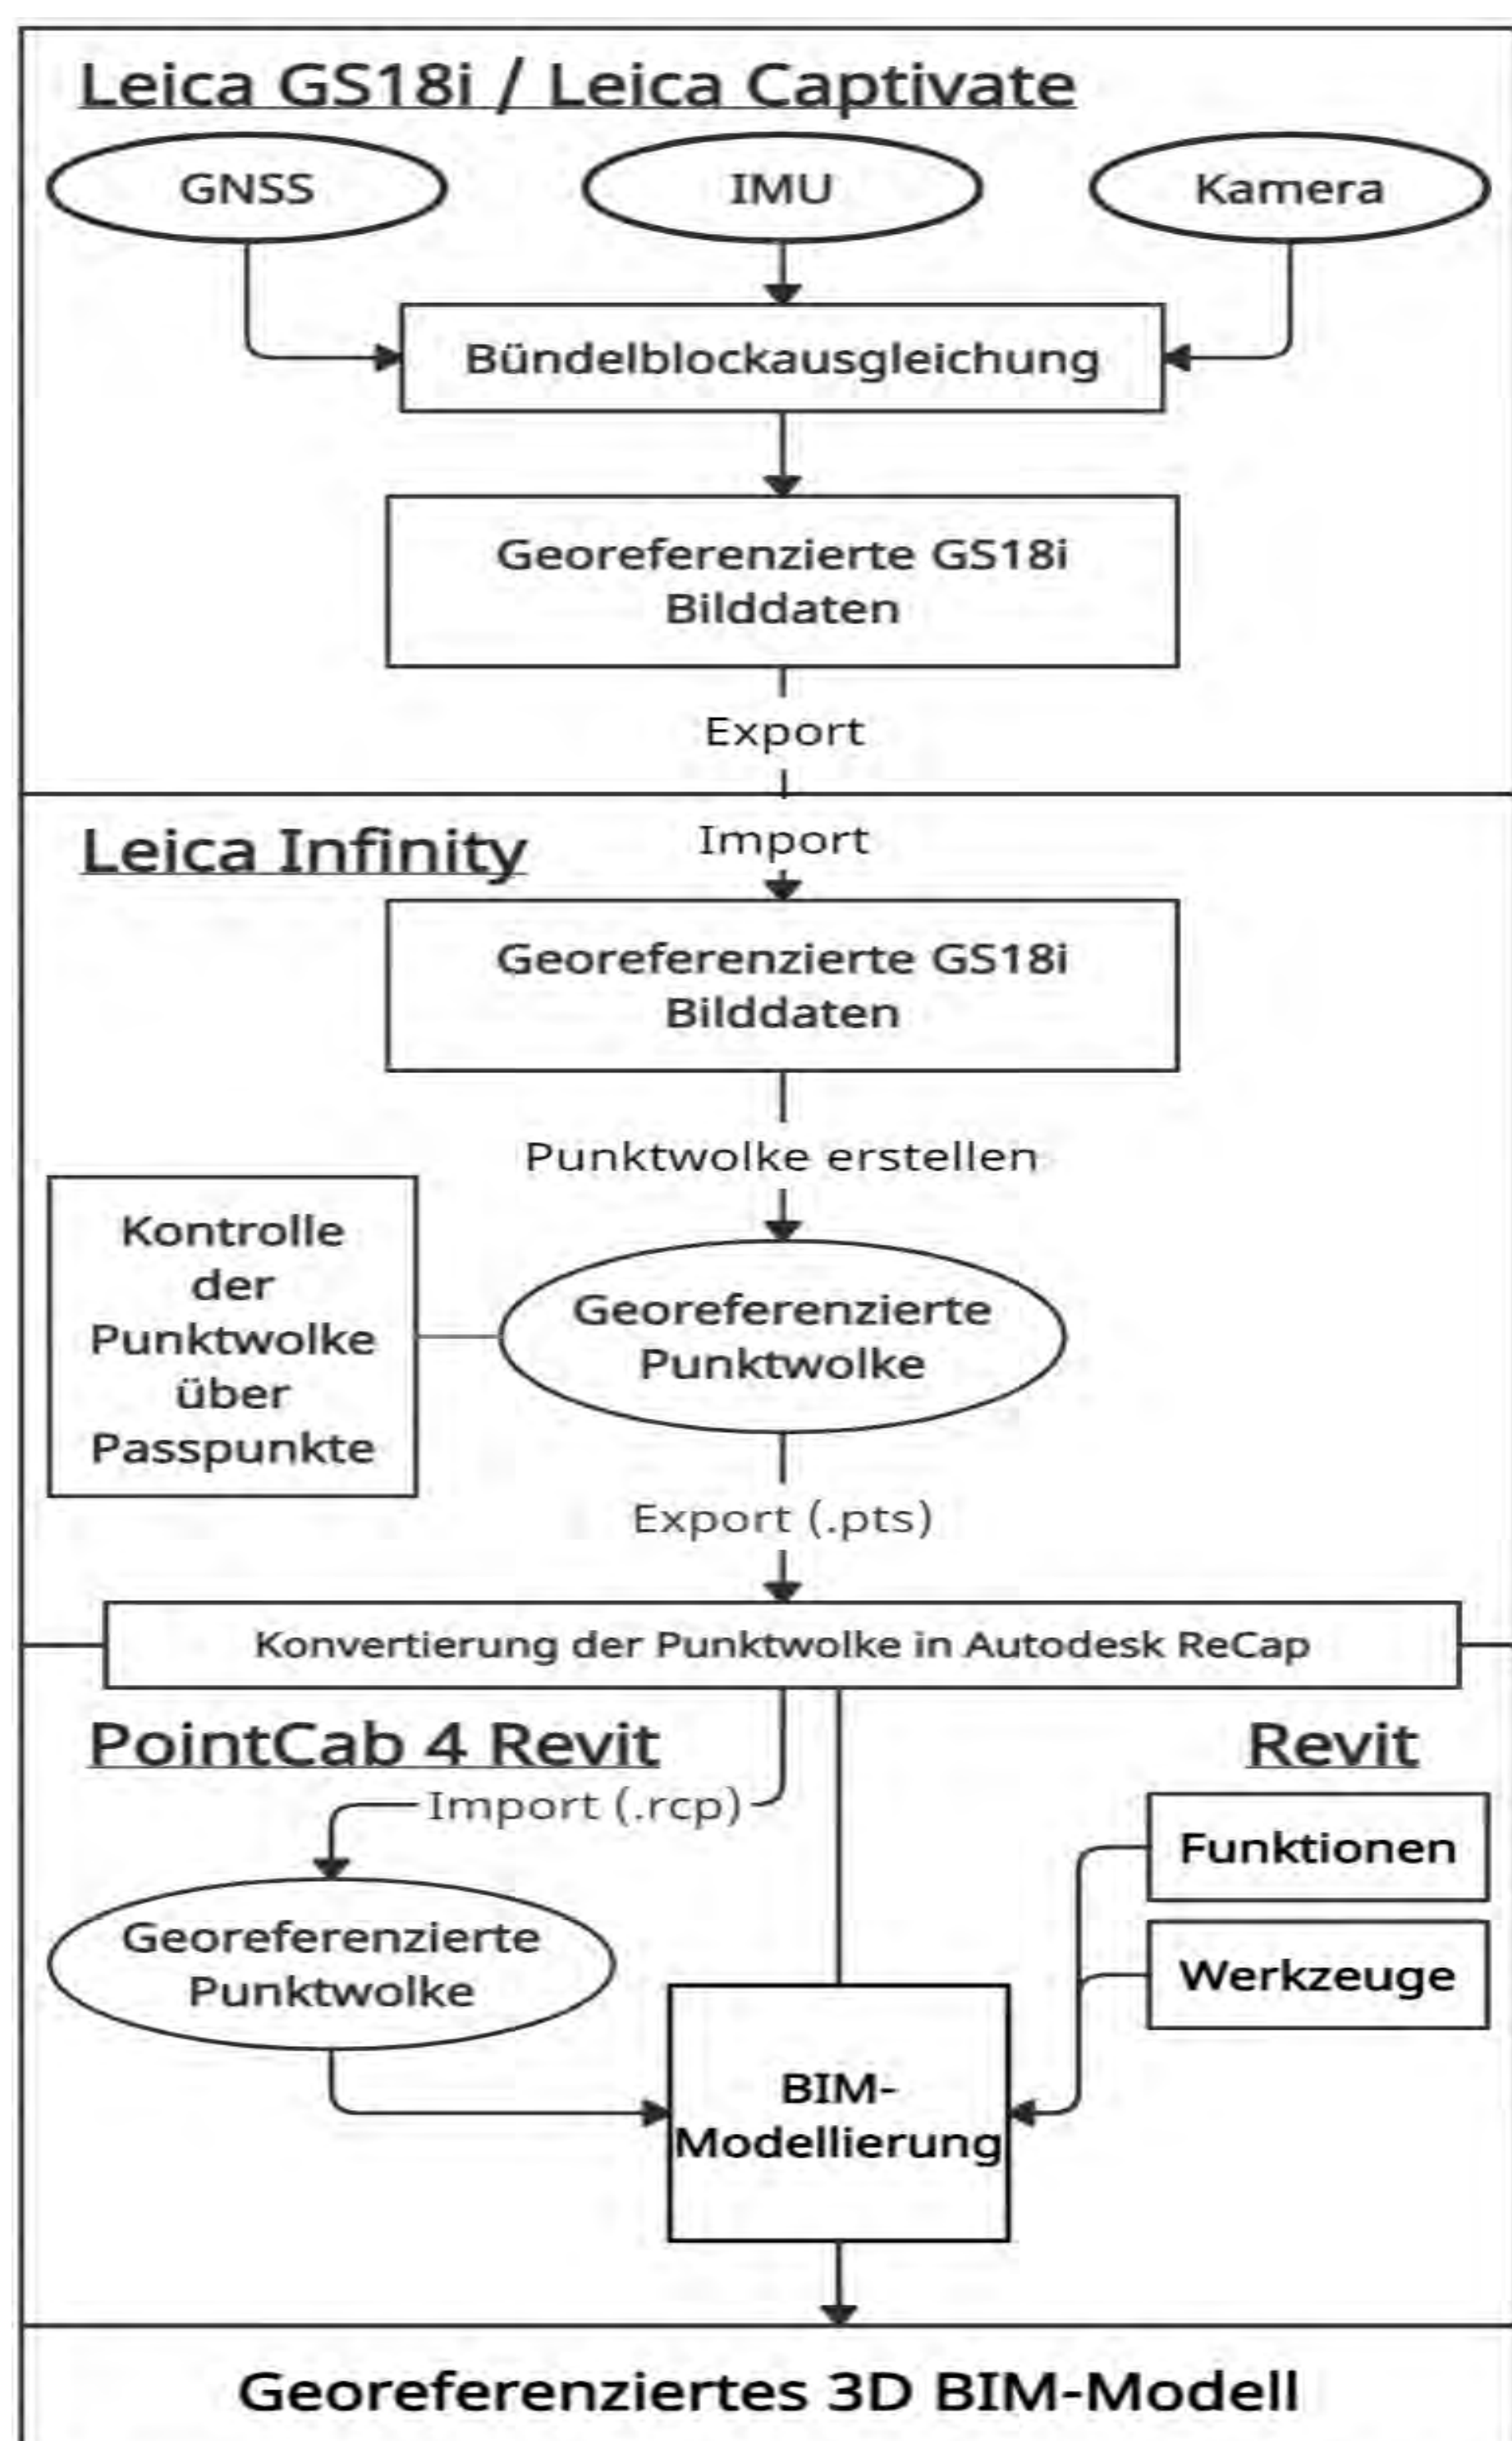 Leica GS18i / Leica Captivate
GNSS
IMU
Kamera
Bündelblockausgleichung
Georeferenzierte GS18i
Bilddaten
Export
Leica Infinity
Import
Georeferenzierte GS18i
Bilddaten
Punktwolke erstellen
Kontrolle
der
Punktwolke
über
Passpunkte
Georeferenzierte
Punktwolke
Export (.pts)
Konvertierung der Punktwolke in Autodesk ReCap
PointCab 4 Revit
Revit
Import (.rcp)
Funktionen
Werkzeuge
Georeferenzierte
Punktwolke
BIM-
Modellierung
Georeferenziertes 3D BIM-Modell